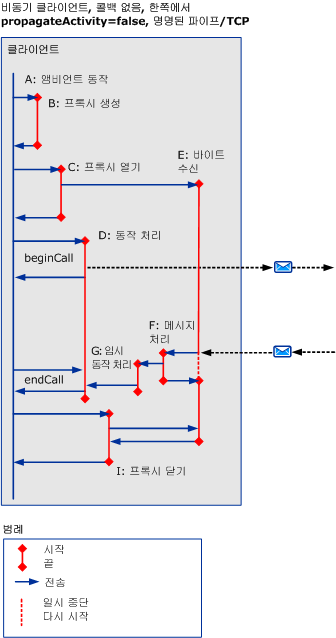 비동기 클라이언트, 콜백 없음, 한쪽에서
propagateActivity=false, 명명된 파이프/TCP
클라이언트
A: 앰비언트 동작
B: 프록시 생성
E: 바이트
수신
C: 프록시 열기
D: 동작 처리
beginCall
F: 메시지
처리
G: 임시
동작 처리
endCall
I: 프록시 닫기
범례
시작
끝
전송
일시 중단
다시 시작